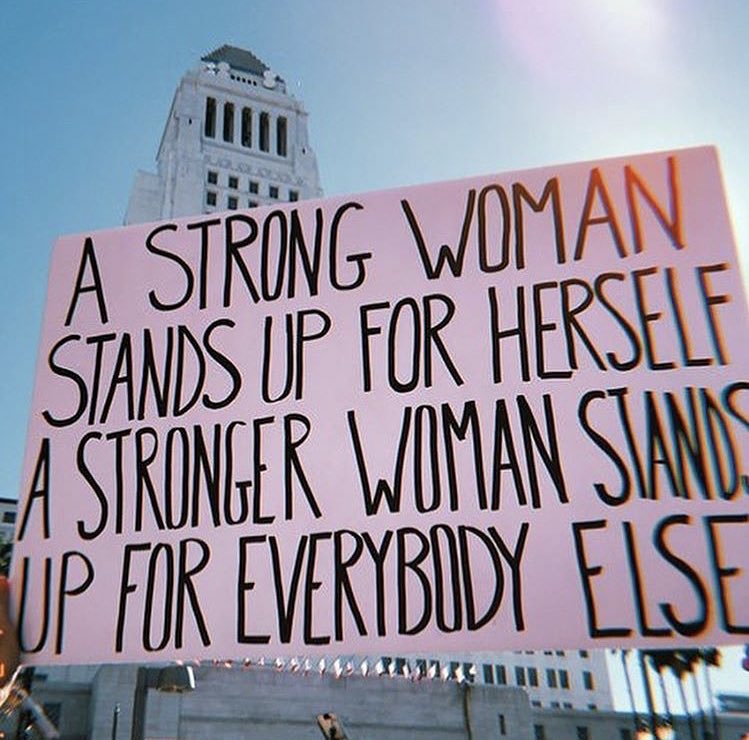 A STRONG WOMAN
STANDS UP FOR HERSELF
A STRONGER WOMAN STANDS
UP FOR EVERYBODY ELSE